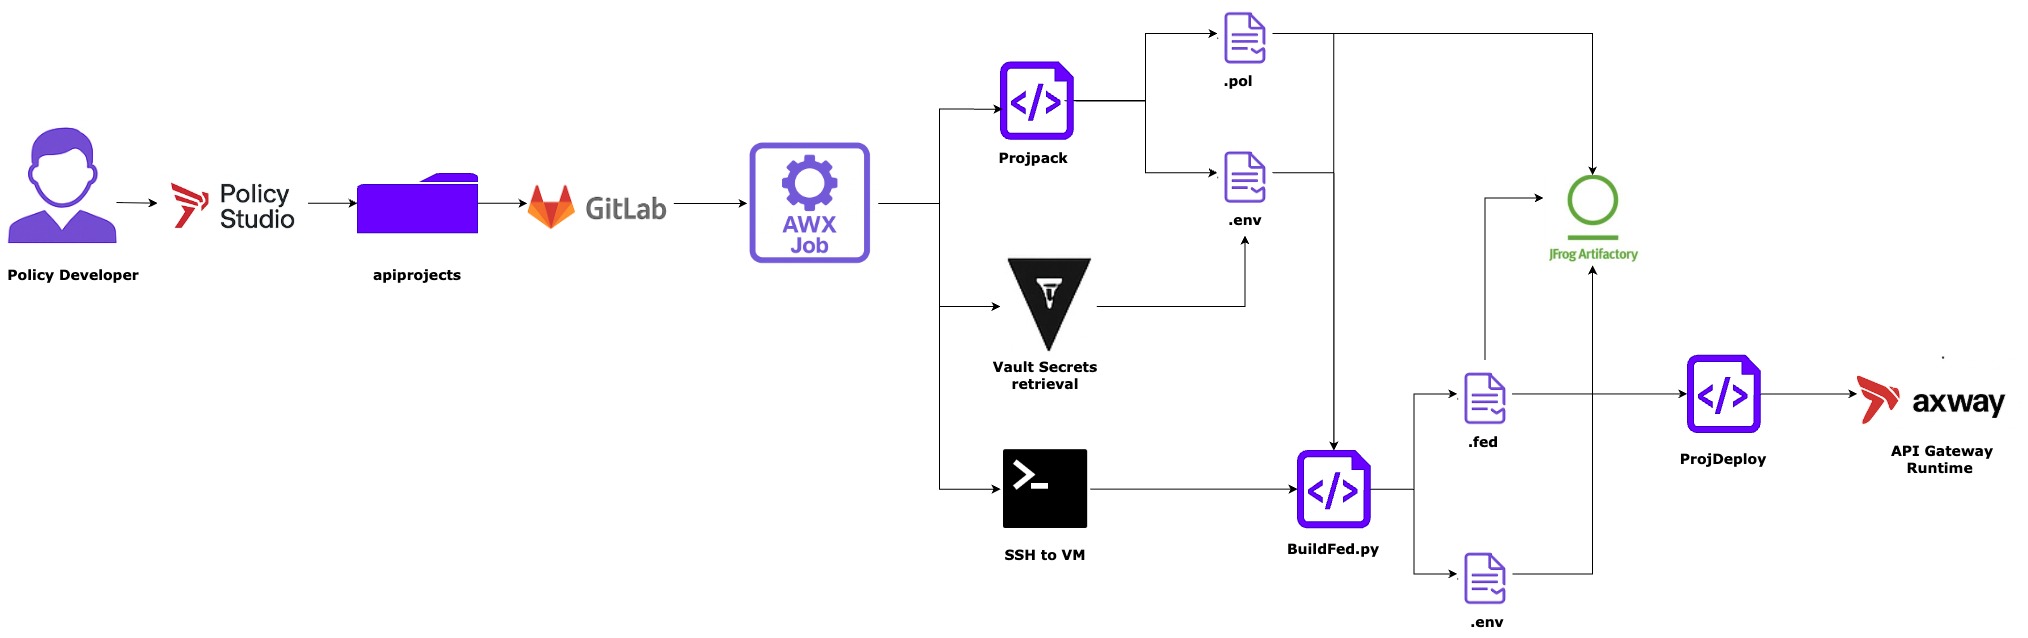 Policy Developer
Policy
Studio
apiprojects
GitLab
AWX
Job
</>
Projpack
.pol
.env
Vault Secrets
retrieval
>_
SSH to VM
</>
BuildFed.py
.fed
.env
JFrog Artifactory
</>
ProjDeploy
axway
API Gateway
Runtime